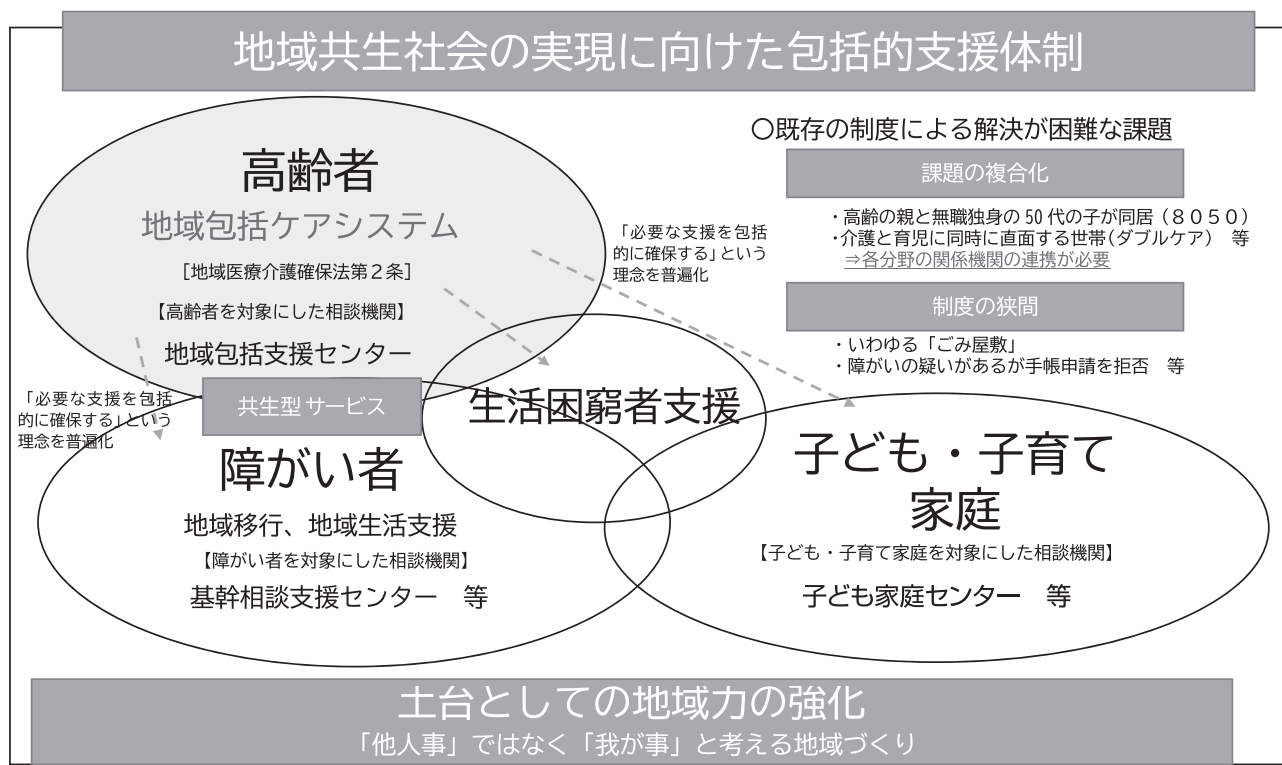 地域共生社会の実現に向けた包括的支援体制
高齢者
地域包括ケアシステム
［地域医療介護確保法第２条］
【高齢者を対象にした相談機関】
地域包括支援センター
「必要な支援を包括
的に確保する」という
理念を普遍化
〇既存の制度による解決が困難な課題
課題の複合化
・高齢の親と無職独身の 50 代の子が同居（８０５０）
・介護と育児に同時に直面する世帯（ダブルケア）　等
⇒各分野の関係機関の連携が必要
制度の狭間
・いわゆる「ごみ屋敷」
・障がいの疑いがあるが手帳申請を拒否　等
「必要な支援を包括
的に確保する」という
理念を普遍化
共生型サービス
生活困窮者支援
障がい者
地域移行、地域生活支援
【障がい者を対象にした相談機関】
基幹相談支援センター　等
子ども・子育て
家庭
【子ども・子育て家庭を対象にした相談機関】
子ども家庭センター　等
土台としての地域力の強化
「他人事」ではなく「我が事」と考える地域づくり